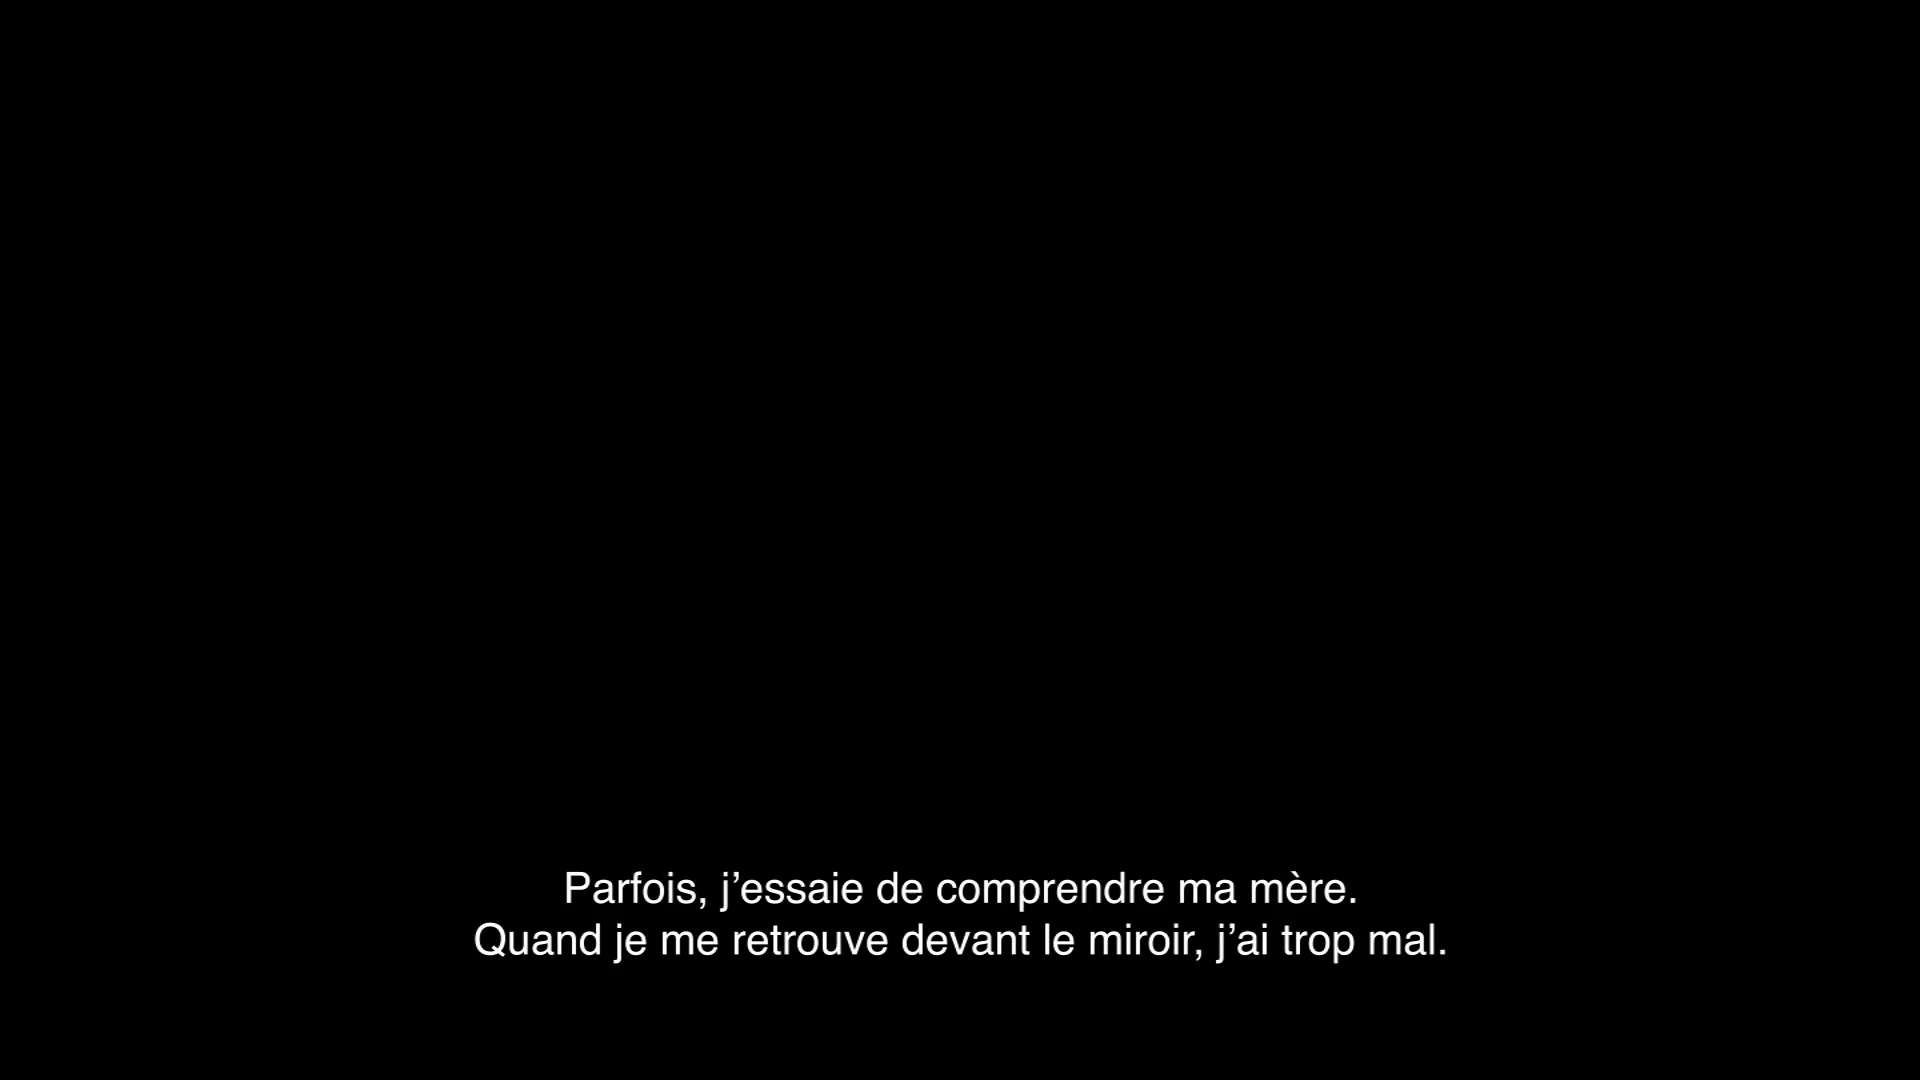 Parfois, j’essaie de comprendre ma mère.
Quand je me retrouve devant le miroir, j’ai trop mal.